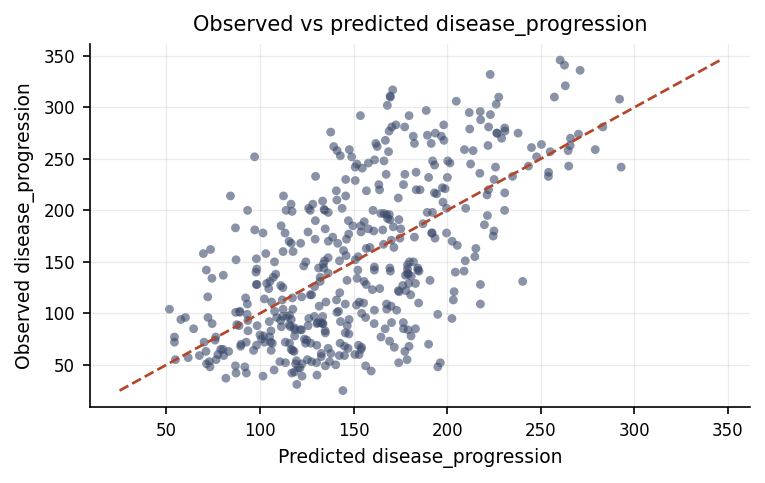 Observed vs predicted disease_progression
350
300
250
200
150
100
50
Observed disease_progression
50 100 150 200 250 300 350
Predicted disease_progression